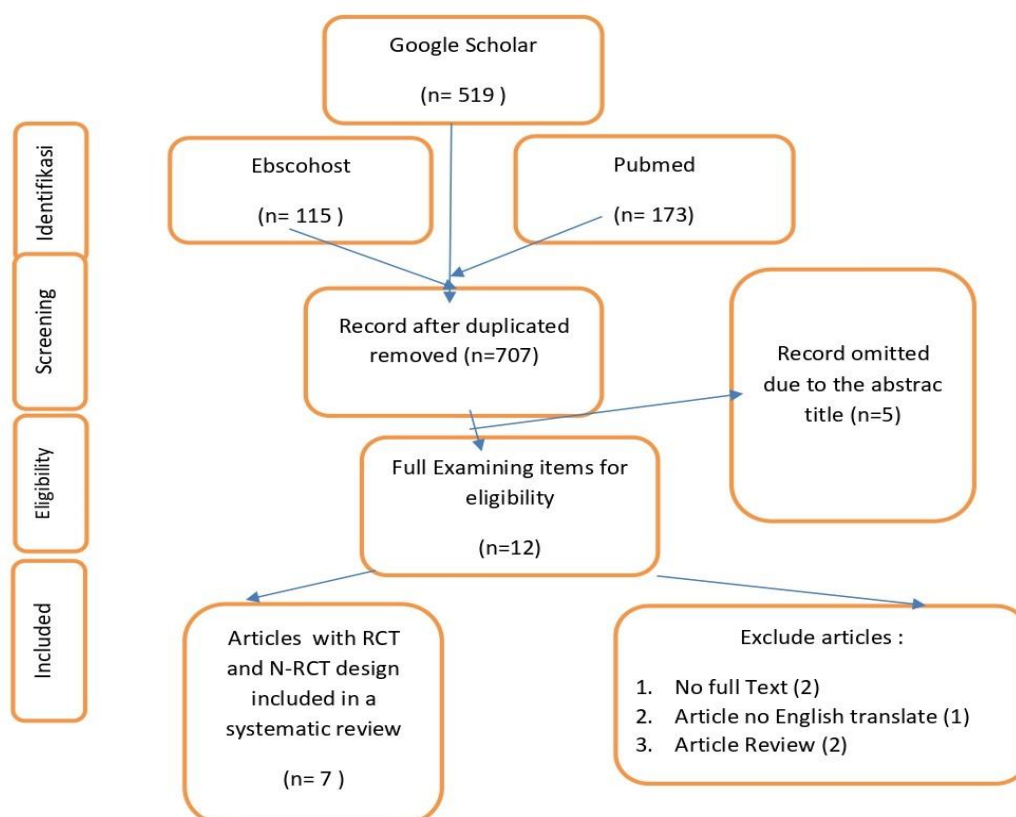 Google Scholar
(n= 519 )
Identifikasi
Ebscohost
(n= 115 )
Pubmed
(n= 173)
Screening
Record after duplicated
removed (n=707)
Record omitted
due to the abstrac
title (n=5)
Eligibility
Full Examining items for
eligibility
(n=12)
Included
Articles with RCT
and N-RCT design
included in a
systematic review
(n= 7 )
Exclude articles :
1. No full Text (2)
2. Article no English translate (1)
3. Article Review (2)